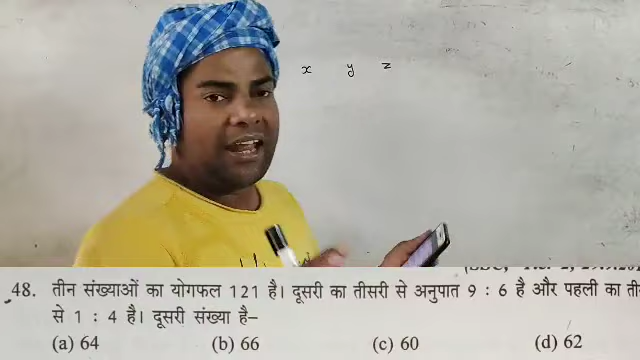 x y z
48. तीन संख्याओं का योगफल 121 है। दूसरी का तीसरी से अनुपात 9 : 6 है और पहली का ती
से 1 : 4 है। दूसरी संख्या है–
(a) 64 (b) 66 (c) 60 (d) 62